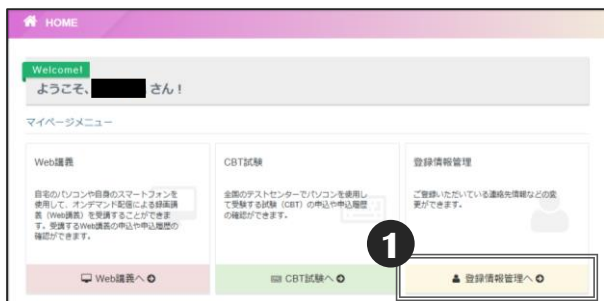 HOME
Welcome!
ようこそ、 さん！
マイページメニュー
Web講義
自宅のパソコンや自身のスマートフォンを
使用して、オンデマンド配信による録画講
義（Web講義）を受講することができま
す。受講するWeb講義の申込や申込履歴の
確認ができます。
Web講義へ
CBT試験
全国のテストセンターでパソコンを使用し
て受験する試験（CBT）の申込や申込履歴
の確認ができます。
CBT試験へ
登録情報管理
ご登録いただいている連絡先情報などの変
更ができます。
1
登録情報管理へ